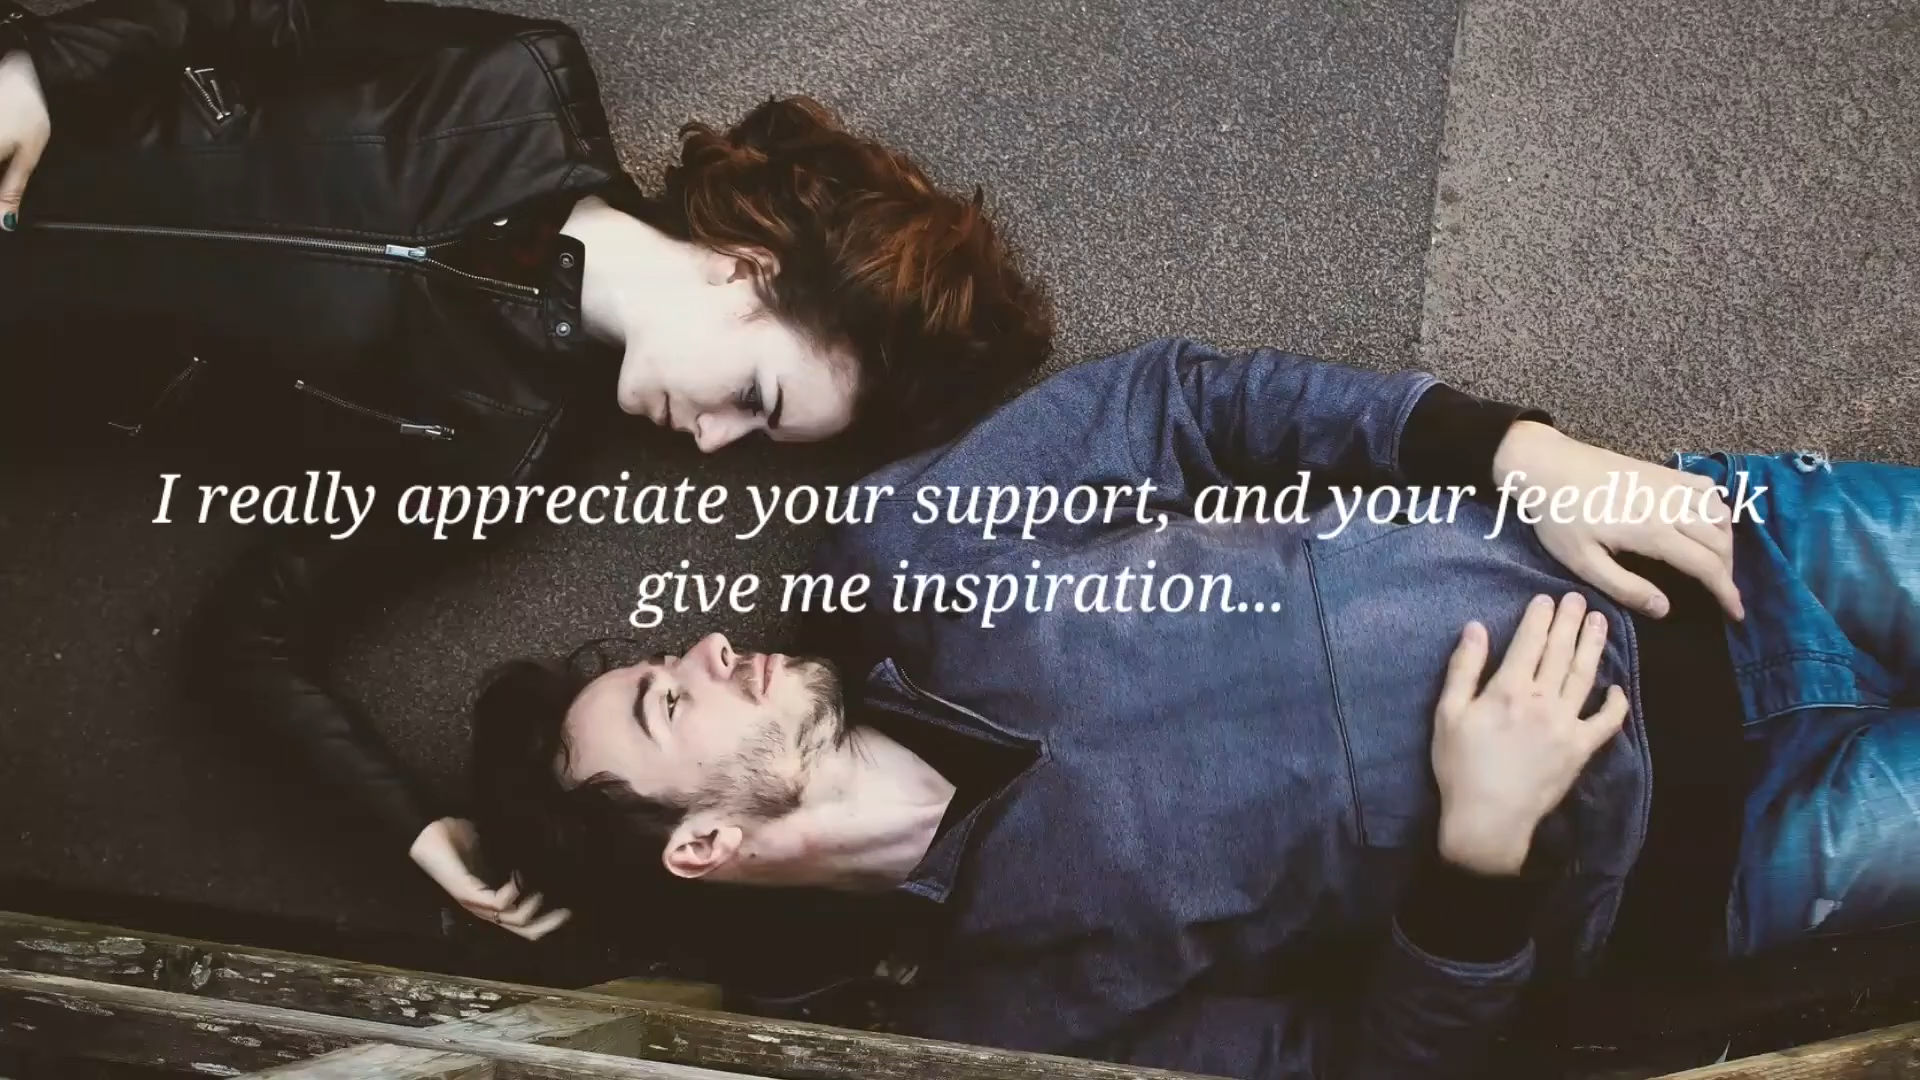 I really appreciate your support, and your feedback
give me inspiration...